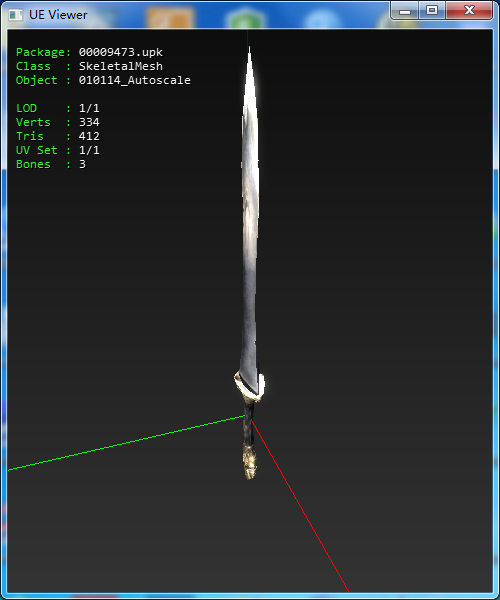 UE Viewer
Package: 00009473.upk
Class : SkeletalMesh
Object : 010114_Autoscale
LOD : 1/1
Verts : 334
Tris : 412
UV Set : 1/1
Bones : 3